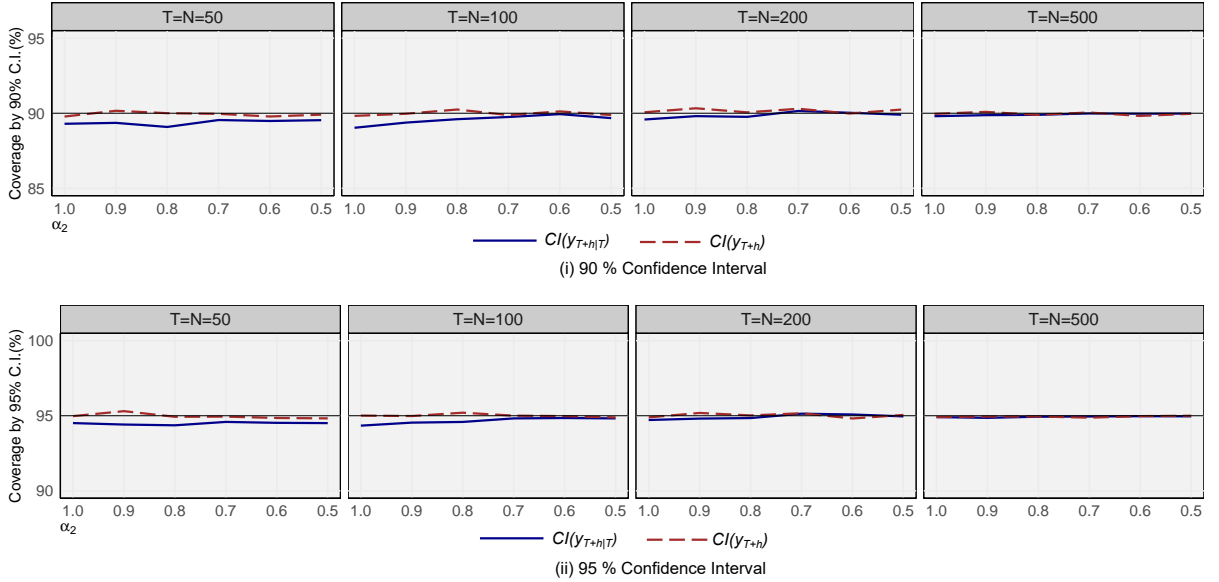 T=N=50 T=N=100 T=N=200 T=N=500
Coverage by 90% C.I.(%)
95
90
85
1.0 0.9 0.8 0.7 0.6 0.5 1.0 0.9 0.8 0.7 0.6 0.5 1.0 0.9 0.8 0.7 0.6 0.5 1.0 0.9 0.8 0.7 0.6 0.5
α2
CI(yT+h|T) CI(yT+h)
(i) 90 % Confidence Interval
T=N=50 T=N=100 T=N=200 T=N=500
Coverage by 95% C.I.(%)
100
95
90
1.0 0.9 0.8 0.7 0.6 0.5 1.0 0.9 0.8 0.7 0.6 0.5 1.0 0.9 0.8 0.7 0.6 0.5 1.0 0.9 0.8 0.7 0.6 0.5
α2
CI(yT+h|T) CI(yT+h)
(ii) 95 % Confidence Interval